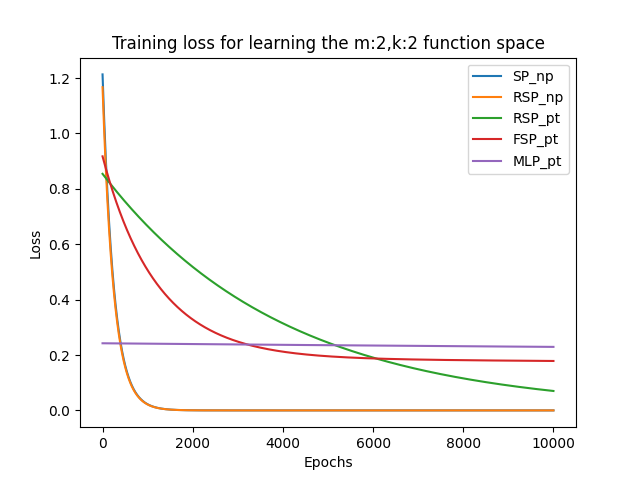 Training loss for learning the m:2,k:2 function space
SP_np
RSP_np
RSP_pt
FSP_pt
MLP_pt
Loss
1.2
1.0
0.8
0.6
0.4
0.2
0.0
0 2000 4000 6000 8000 10000
Epochs